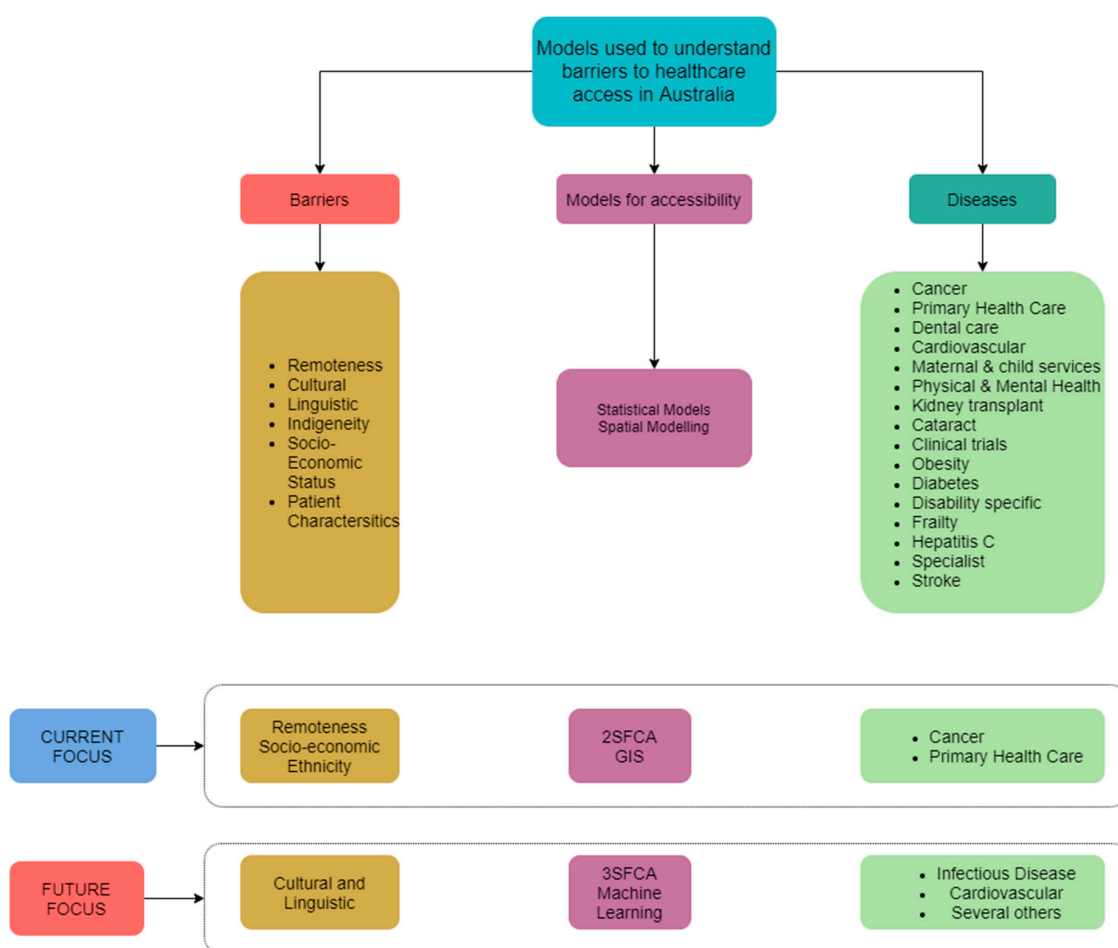 Models used to understand
barriers to healthcare
access in Australia
Barriers
Models for accessibility
Diseases
• Remoteness
• Cultural
• Linguistic
• Indigeneity
• Socio-
Economic
Status
• Patient
Charactersitics
Statistical Models
Spatial Modelling
• Cancer
• Primary Health Care
• Dental care
• Cardiovascular
• Maternal & child services
• Physical & Mental Health
• Kidney transplant
• Cataract
• Clinical trials
• Obesity
• Diabetes
• Disability specific
• Frailty
• Hepatitis C
• Specialist
• Stroke
CURRENT
FOCUS
Remoteness
Socio-economic
Ethnicity
2SFCA
GIS
• Cancer
• Primary Health Care
FUTURE
FOCUS
Cultural and
Linguistic
3SFCA
Machine
Learning
• Infectious Disease
• Cardiovascular
• Several others